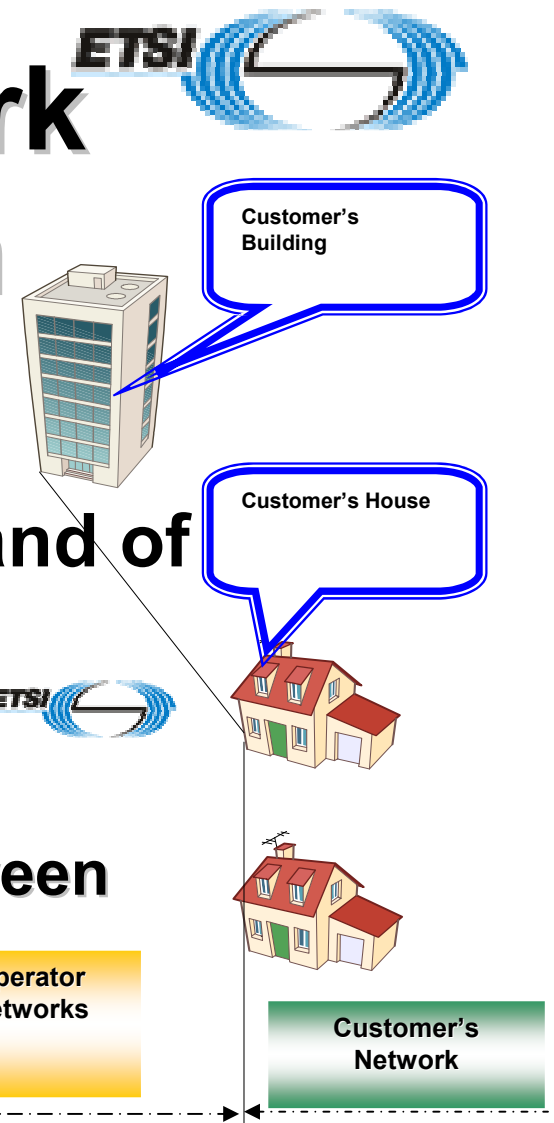 ETSI
rk
Customer's
Building
Customer's House
and of
ETSI
een
perator
etworks
Customer's
Network